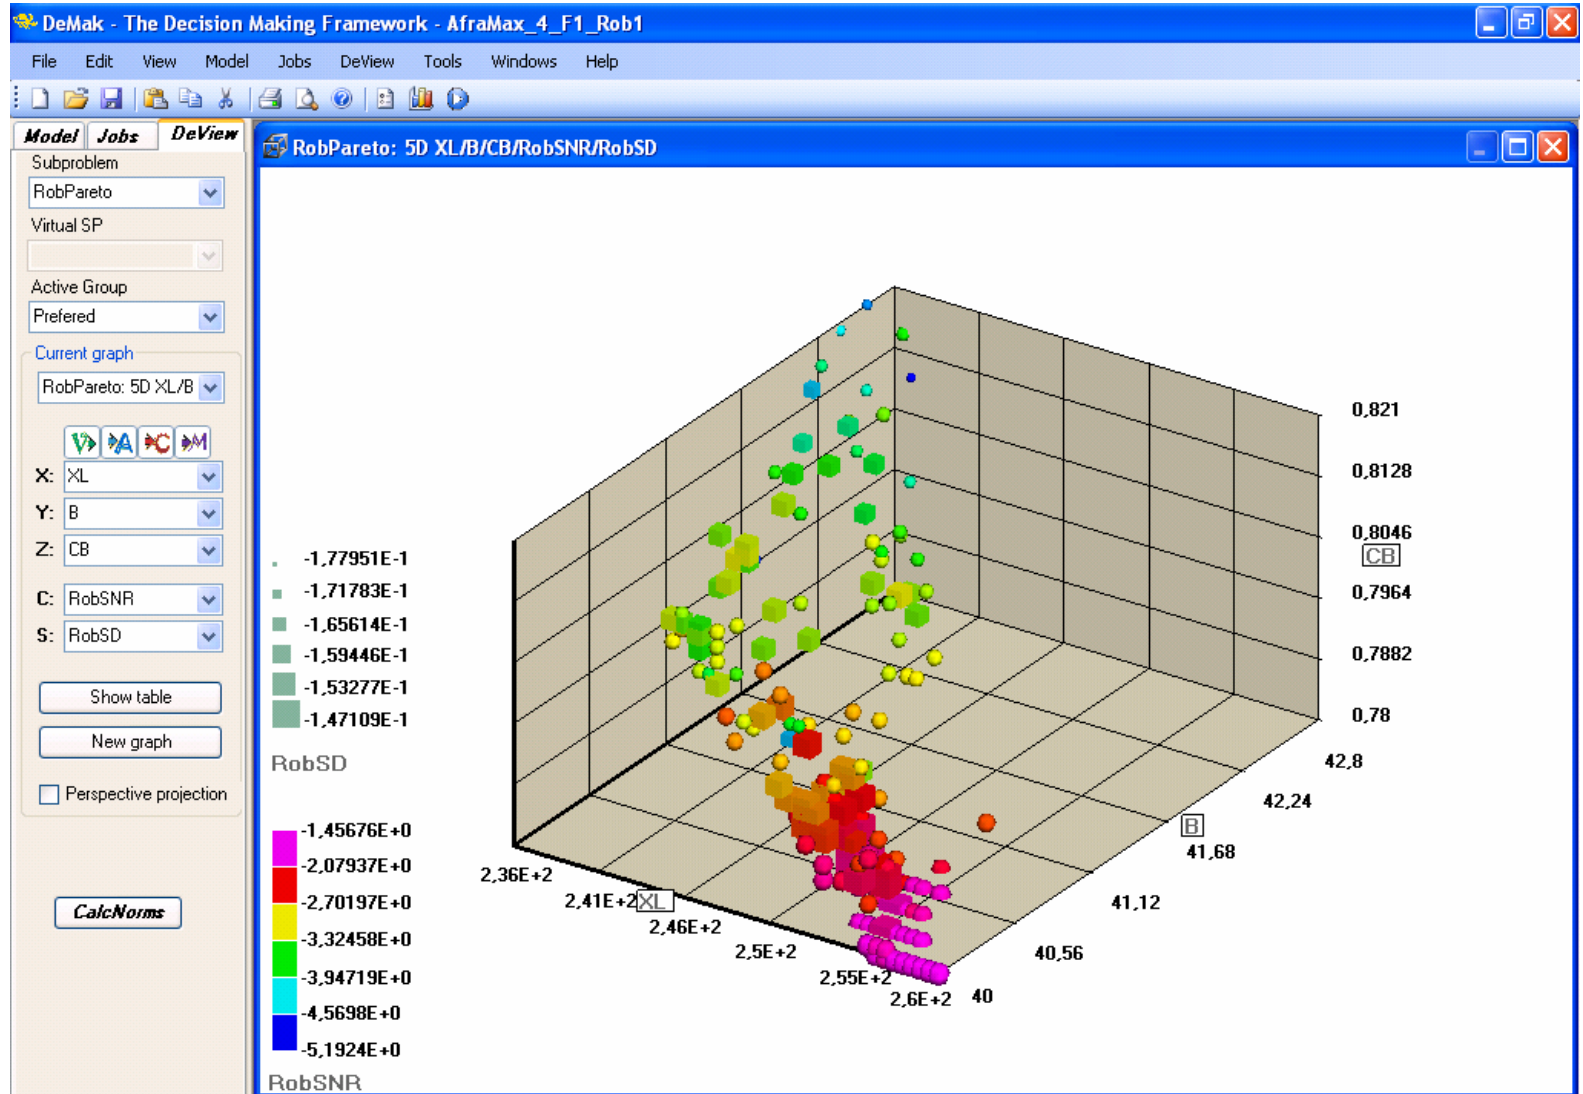 DeMak - The Decision Making Framework - AfraMax_4_F1_Rob1
File Edit View Model Jobs DeView Tools Windows Help
Model Jobs DeView
Subproblem
RobPareto
Virtual SP
Active Group
Prefered
Current graph
RobPareto: 5D XL/B
V A C M
X: XL
Y: B
Z: CB
C: RobSNR
S: RobSD
Show table
New graph
Perspective projection
CalcNorms
RobPareto: 5D XL/B/CB/RobSNR/RobSD
-1,77951E-1
-1,71783E-1
-1,65614E-1
-1,59446E-1
-1,53277E-1
-1,47109E-1
RobSD
-1,45676E+0
-2,07937E+0
-2,70197E+0
-3,32458E+0
-3,94719E+0
-4,5698E+0
-5,1924E+0
RobSNR
0,821
0,8128
0,8046
CB
0,7964
0,7882
0,78
42,8
42,24
B
41,68
41,12
40,56
40
2,36E+2
2,41E+2
XL
2,46E+2
2,5E+2
2,55E+2
2,6E+2